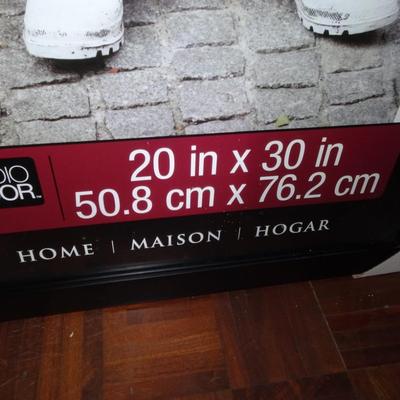 20 in x 30 in
50.8 cm x 76.2 cm
HOME | MAISON | HOGAR